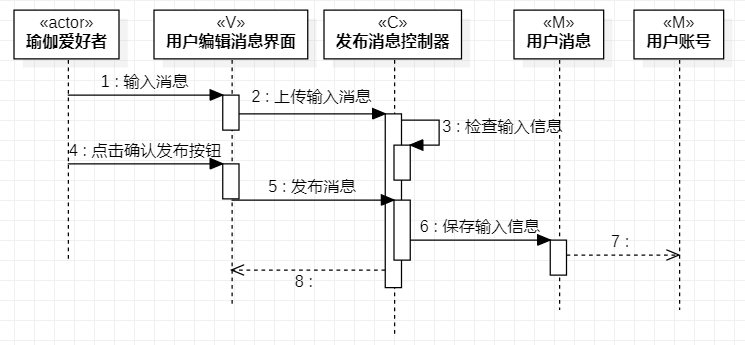 «actor»
瑜伽爱好者
«V»
用户编辑消息界面
«C»
发布消息控制器
«M»
用户消息
«M»
用户账号
1 : 输入消息
2 : 上传输入消息
3 : 检查输入信息
4 : 点击确认发布按钮
5 : 发布消息
6 : 保存输入信息
7 :
8 :